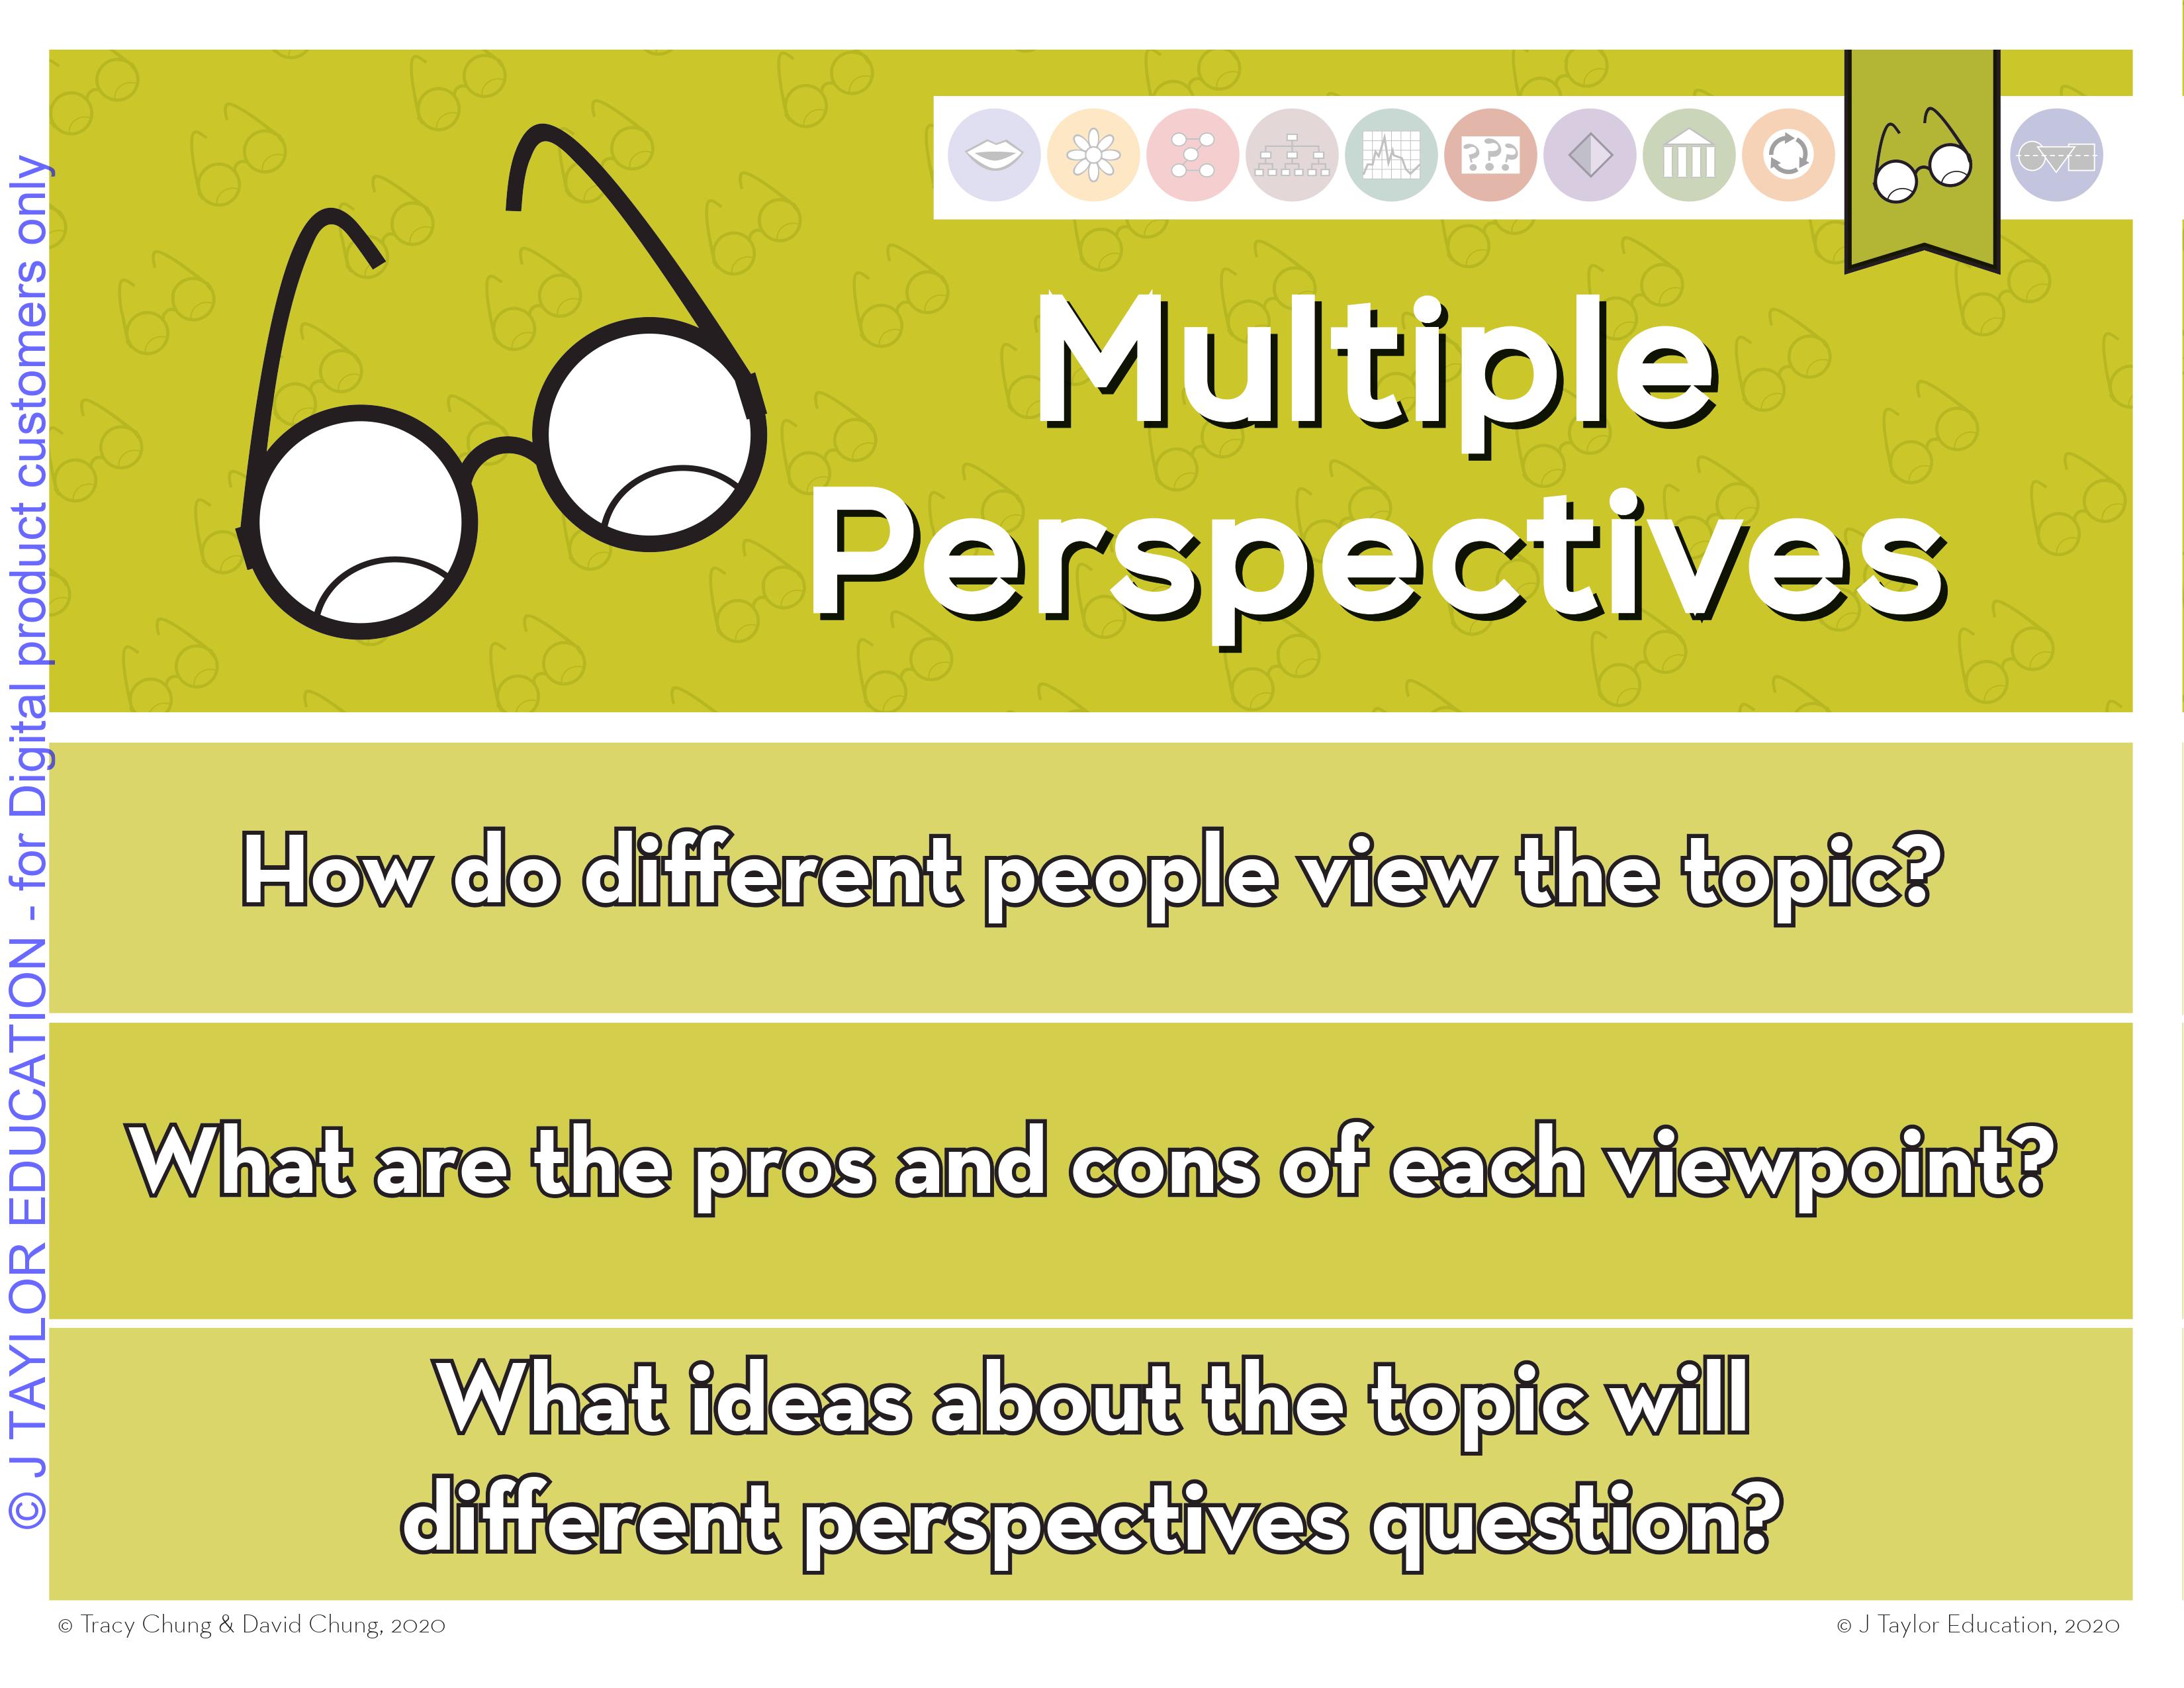 © J TAYLOR EDUCATION - for Digital product customers only
? ? ?
Multiple
Perspectives
How do different people view the topic?
What are the pros and cons of each viewpoint?
What ideas about the topic will
different perspectives question?
© Tracy Chung & David Chung, 2020
© J Taylor Education, 2020